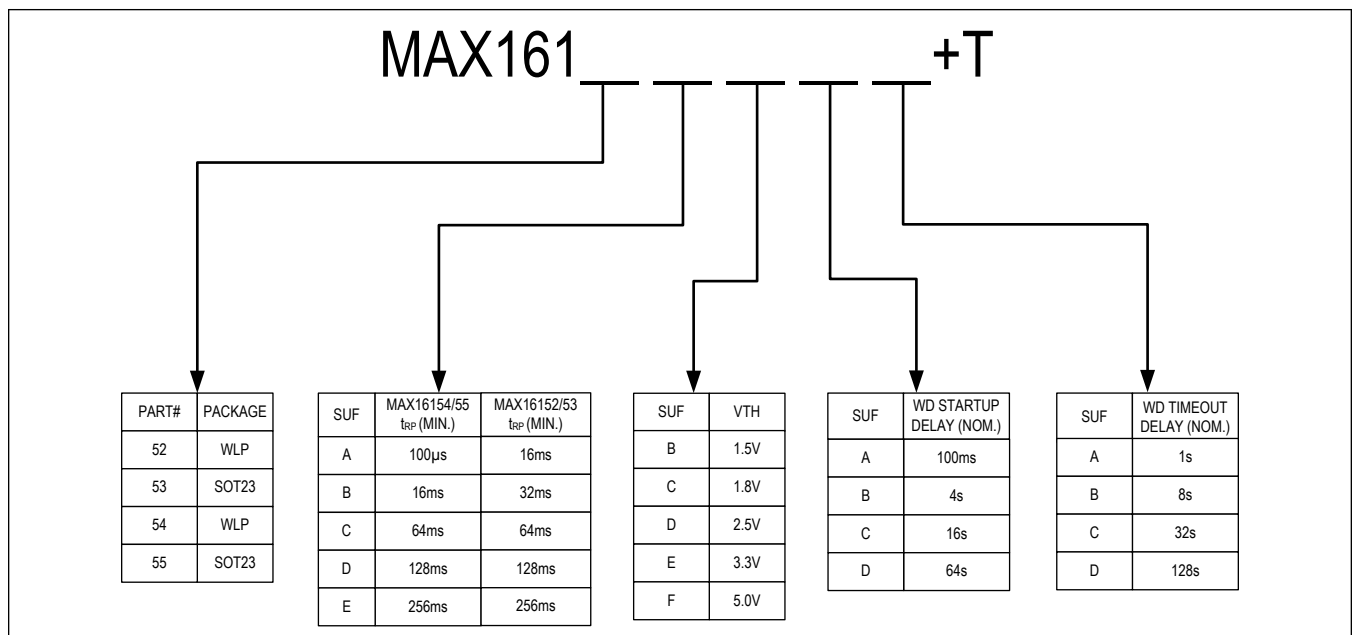 MAX161__ __ __ __ __+T
PART# PACKAGE
52 WLP
53 SOT23
54 WLP
55 SOT23
SUF MAX16154/55 tRP (MIN.) MAX16152/53 tRP (MIN.)
A 100µs 16ms
B 16ms 32ms
C 64ms 64ms
D 128ms 128ms
E 256ms 256ms
SUF VTH
B 1.5V
C 1.8V
D 2.5V
E 3.3V
F 5.0V
SUF WD STARTUP DELAY (NOM.)
A 100ms
B 4s
C 16s
D 64s
SUF WD TIMEOUT DELAY (NOM.)
A 1s
B 8s
C 32s
D 128s